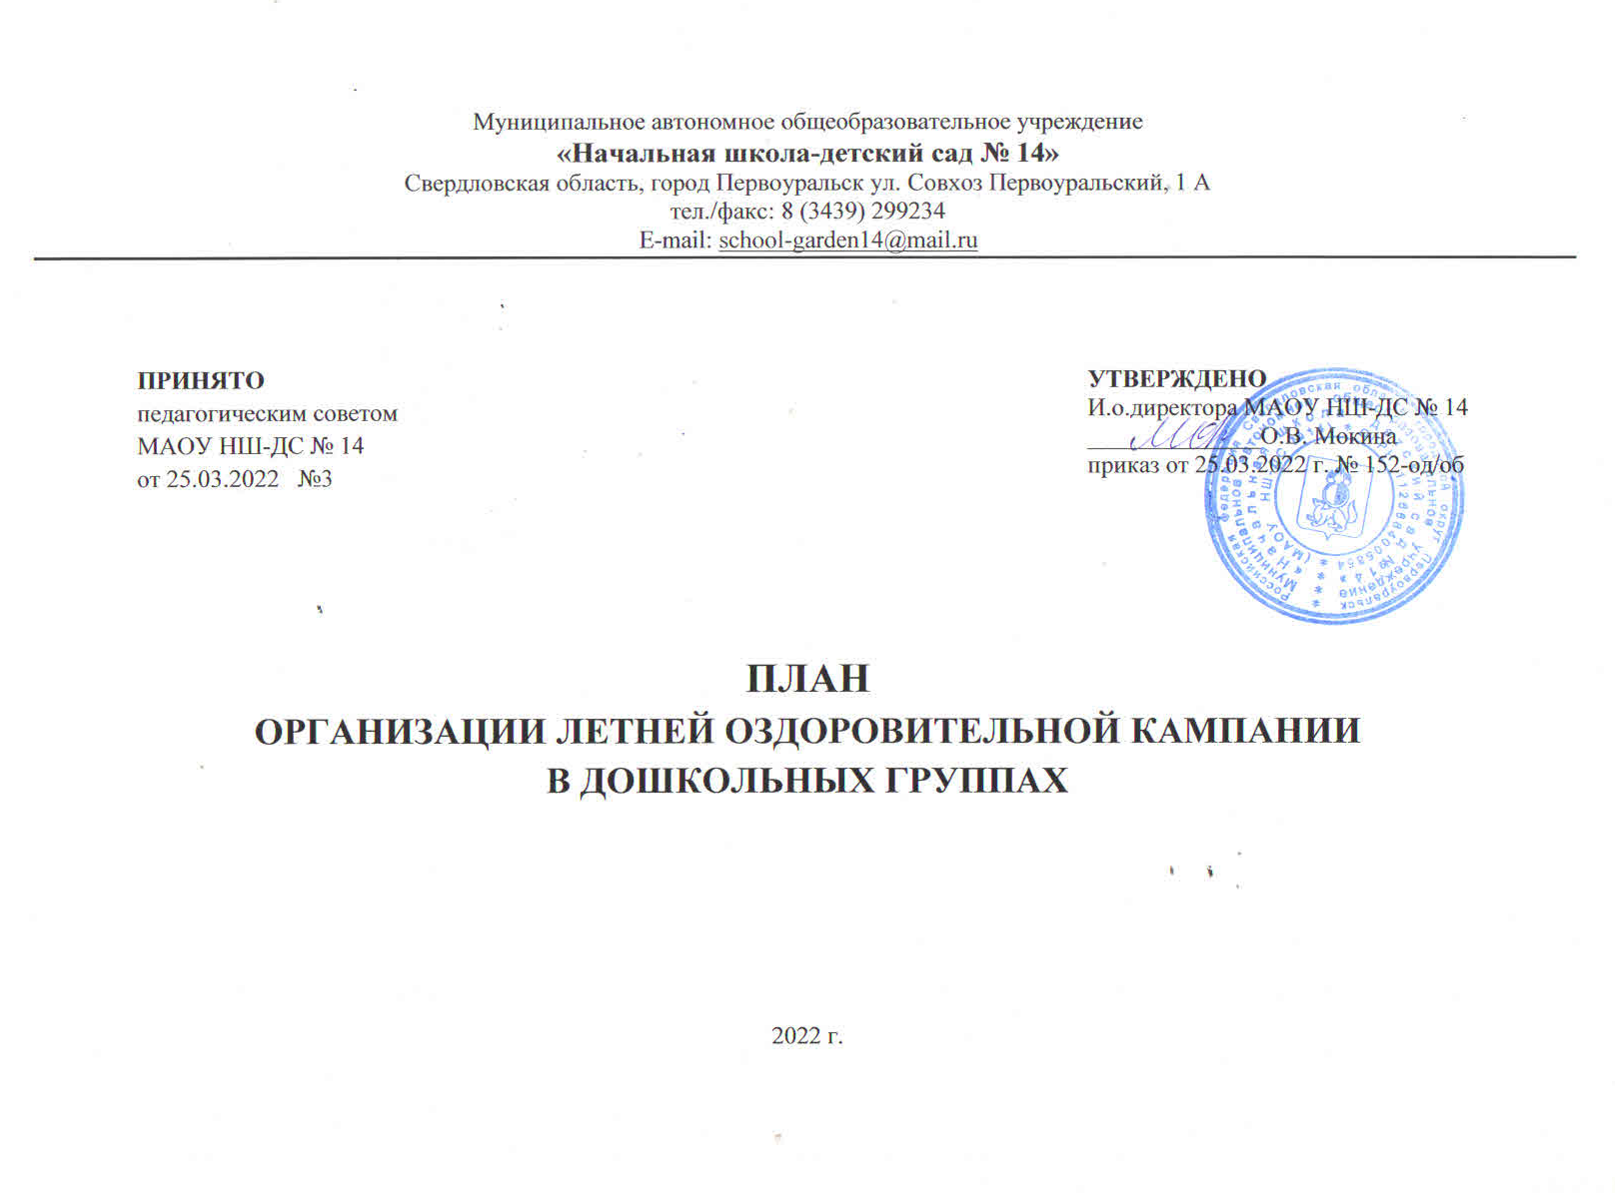 Муниципальное автономное общеобразовательное учреждение
«Начальная школа-детский сад № 14»
Свердловская область, город Первоуральск ул. Совхоз Первоуральский, 1 А
тел./факс: 8 (3439) 299234
E-mail: school-garden14@mail.ru
ПРИНЯТО
педагогическим советом
МАОУ НШ-ДС № 14
от 25.03.2022 №3
УТВЕРЖДЕНО
И.о.директора МАОУ НШ-ДС № 14
О.В. Мокина
приказ от 25.03.2022 г. № 152-од/об
ПЛАН
ОРГАНИЗАЦИИ ЛЕТНЕЙ ОЗДОРОВИТЕЛЬНОЙ КАМПАНИИ
В ДОШКОЛЬНЫХ ГРУППАХ
2022 г.